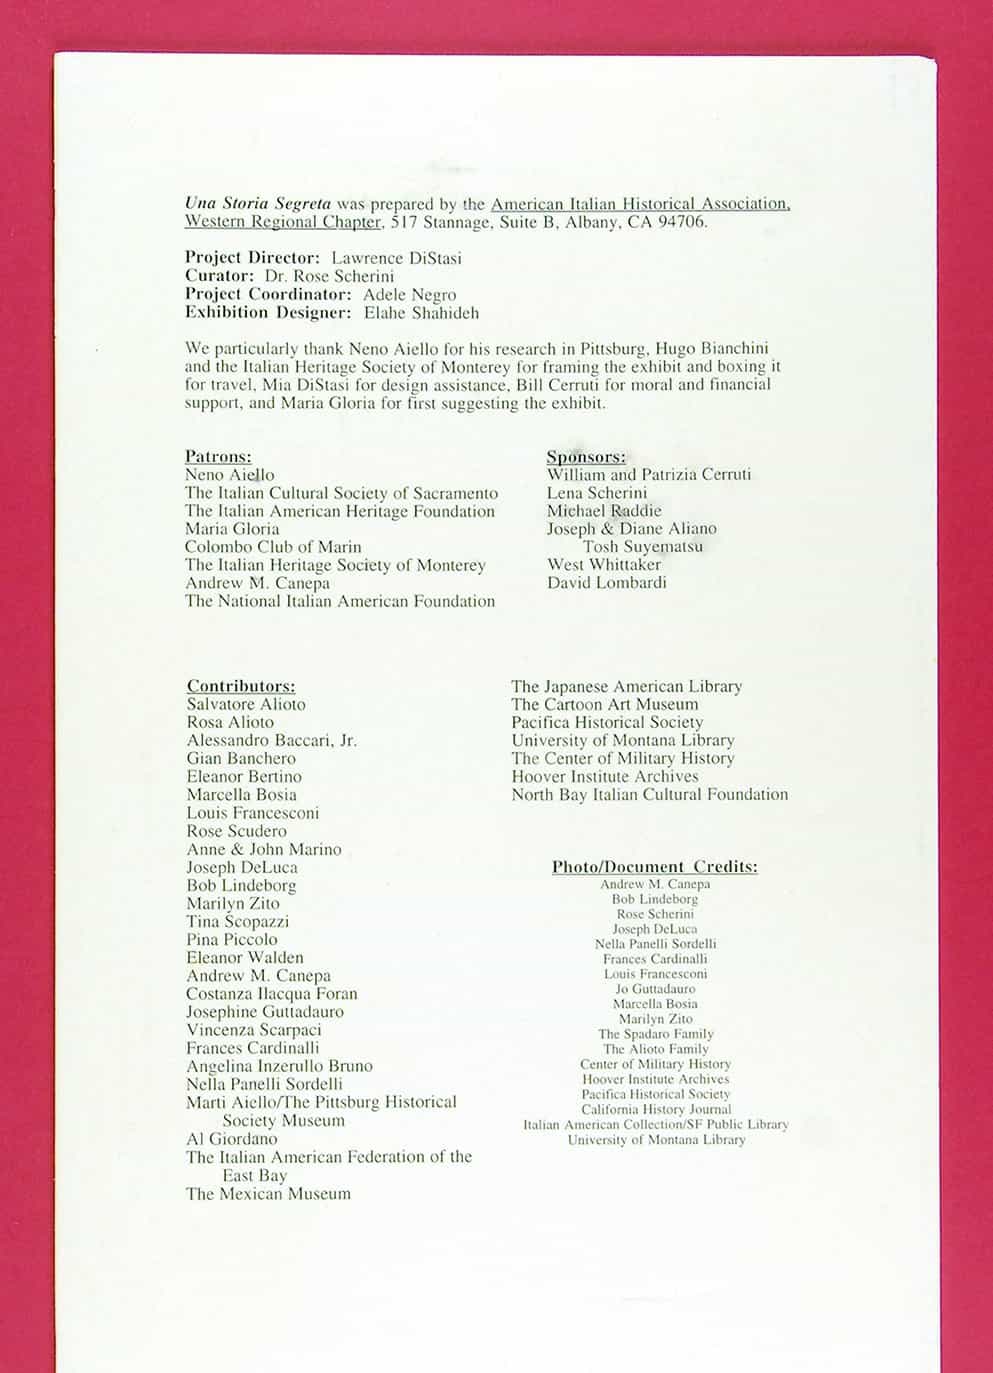 Una Storia Segreta was prepared by the American Italian Historical Association,
Western Regional Chapter, 517 Stannage, Suite B, Albany, CA 94706.
Project Director: Lawrence DiStasi
Curator: Dr. Rose Scherini
Project Coordinator: Adele Negro
Exhibition Designer: Elahe Shahideh
We particularly thank Neno Aiello for his research in Pittsburg, Hugo Bianchini
and the Italian Heritage Society of Monterey for framing the exhibit and boxing it
for travel, Mia DiStasi for design assistance, Bill Cerruti for moral and financial
support, and Maria Gloria for first suggesting the exhibit.
Patrons:
Neno Aiello
The Italian Cultural Society of Sacramento
The Italian American Heritage Foundation
Maria Gloria
Colombo Club of Marin
The Italian Heritage Society of Monterey
Andrew M. Canepa
The National Italian American Foundation
Sponsors:
William and Patrizia Cerruti
Lena Scherini
Michael Raddie
Joseph & Diane Aliano
Tosh Suyematsu
West Whittaker
David Lombardi
Contributors:
Salvatore Alioto
Rosa Alioto
Alessandro Baccari, Jr.
Gian Banchero
Eleanor Bertino
Marcella Bosia
Louis Francesconi
Rose Scudero
Anne & John Marino
Joseph DeLuca
Bob Lindeborg
Marilyn Zito
Tina Scopazzi
Pina Piccolo
Eleanor Walden
Andrew M. Canepa
Costanza Ilacqua Foran
Josephine Guttadauro
Vincenza Scarpaci
Frances Cardinalli
Angelina Inzerullo Bruno
Nella Panelli Sordelli
Marti Aiello/The Pittsburg Historical
Society Museum
Al Giordano
The Italian American Federation of the
East Bay
The Mexican Museum
The Japanese American Library
The Cartoon Art Museum
Pacifica Historical Society
University of Montana Library
The Center of Military History
Hoover Institute Archives
North Bay Italian Cultural Foundation
Photo/Document Credits:
Andrew M. Canepa
Bob Lindeborg
Rose Scherini
Joseph DeLuca
Nella Panelli Sordelli
Frances Cardinalli
Louis Francesconi
Jo Guttadauro
Marcella Bosia
Marilyn Zito
The Spadaro Family
The Alioto Family
Center of Military History
Hoover Institute Archives
Pacifica Historical Society
California History Journal
Italian American Collection/SF Public Library
University of Montana Library